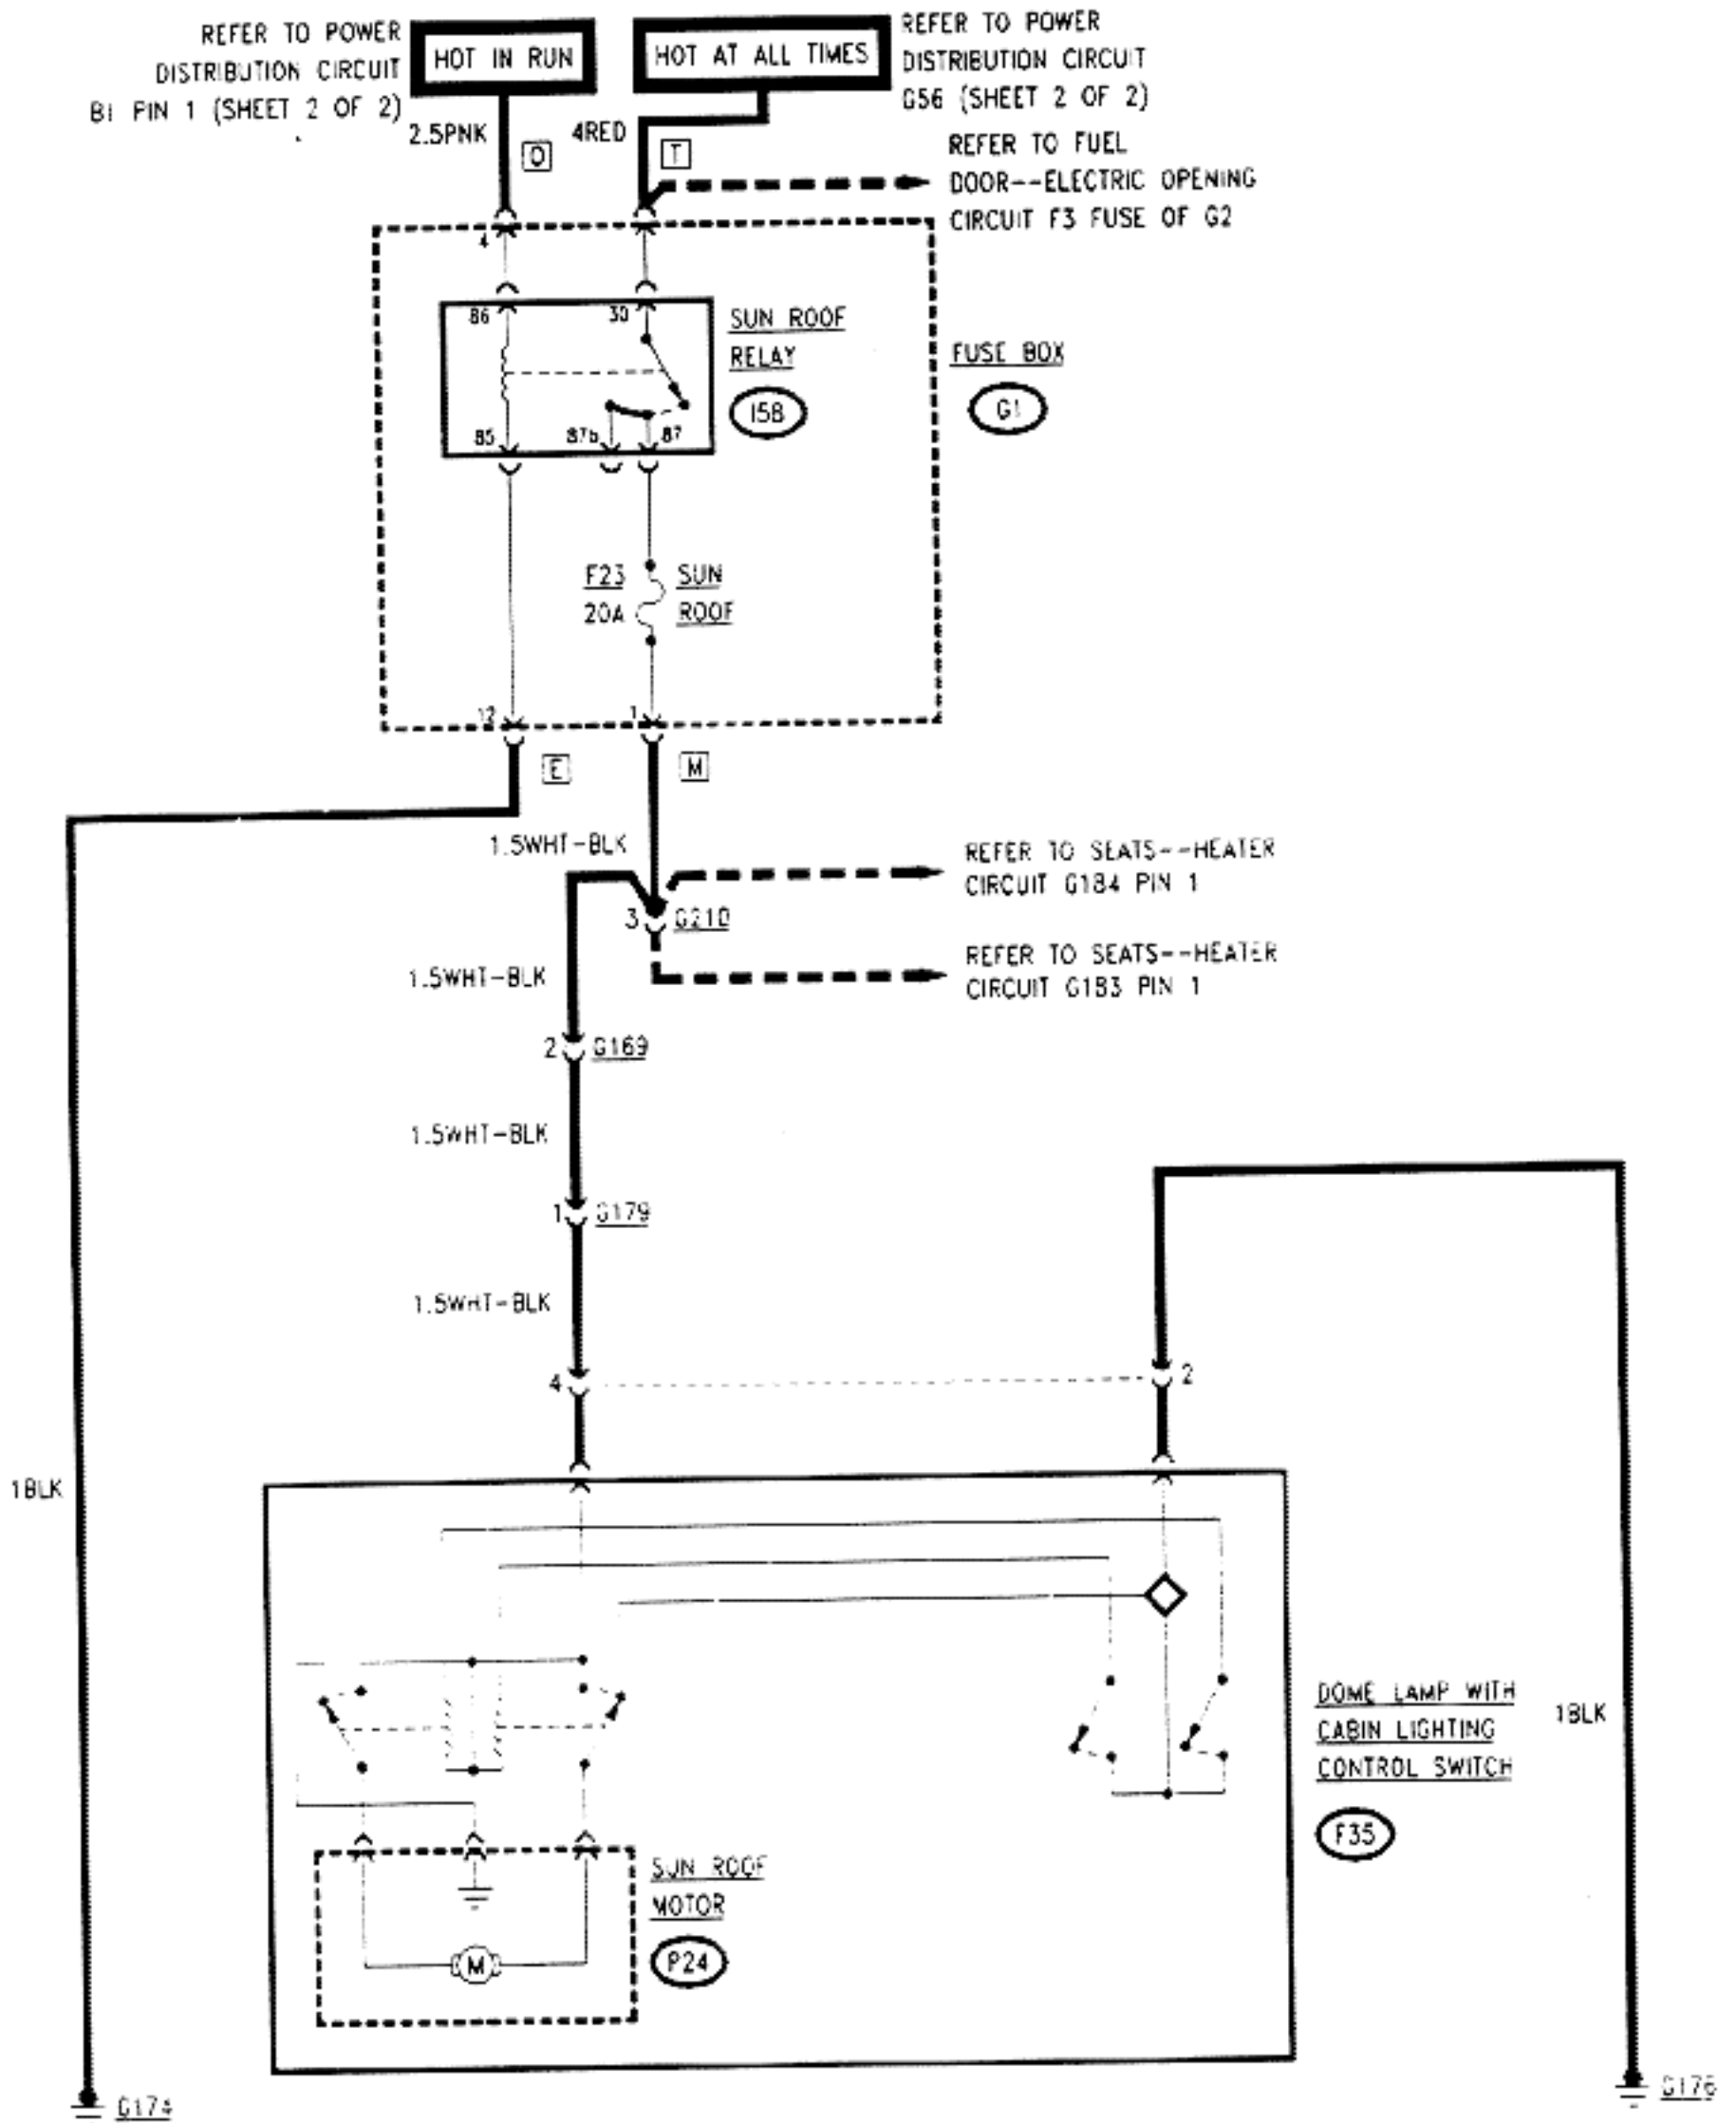 REFER TO POWER
DISTRIBUTION CIRCUIT
B1 PIN 1 (SHEET 2 OF 2)
HOT IN RUN
HOT AT ALL TIMES
REFER TO POWER
DISTRIBUTION CIRCUIT
G56 (SHEET 2 OF 2)
2.5PNK
O
4RED
T
REFER TO FUEL
DOOR--ELECTRIC OPENING
CIRCUIT F3 FUSE OF G2
4
86
30
SUN ROOF
RELAY
I58
FUSE BOX
G1
85
87b
87
F23
20A
SUN
ROOF
12
1
E
M
1.5WHT-BLK
REFER TO SEATS--HEATER
CIRCUIT G184 PIN 1
3
G210
REFER TO SEATS--HEATER
CIRCUIT G183 PIN 1
1.5WHT-BLK
2
G169
1.5WHT-BLK
1
G179
1.5WHT-BLK
4
2
1BLK
DOME LAMP WITH
CABIN LIGHTING
CONTROL SWITCH
F35
1BLK
SUN ROOF
MOTOR
P24
M
G174